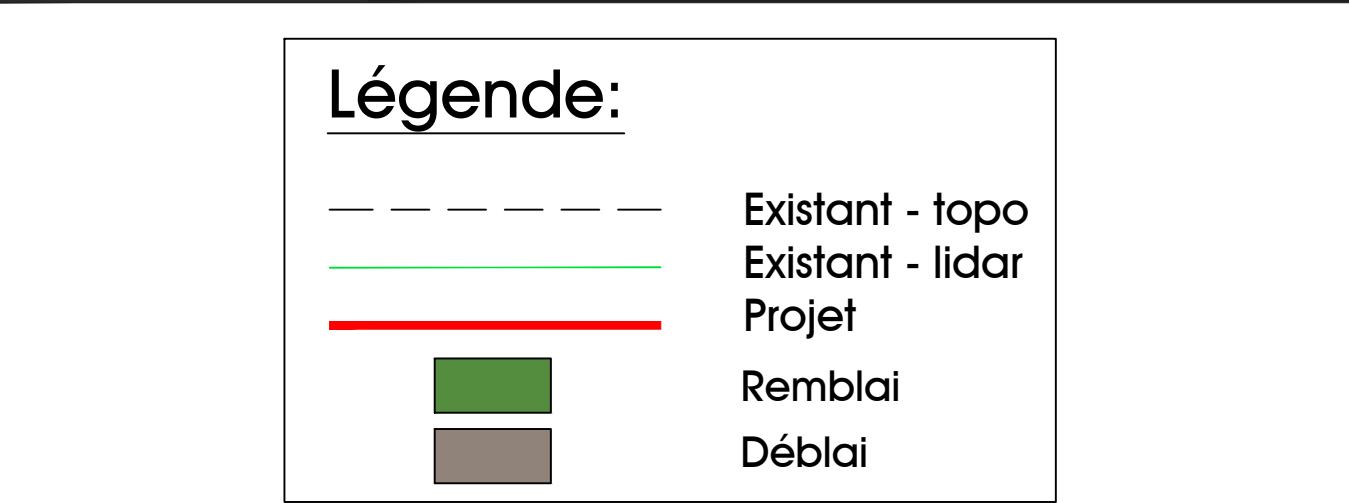 Légende:
Existant - topo
Existant - lidar
Projet
Remblai
Déblai